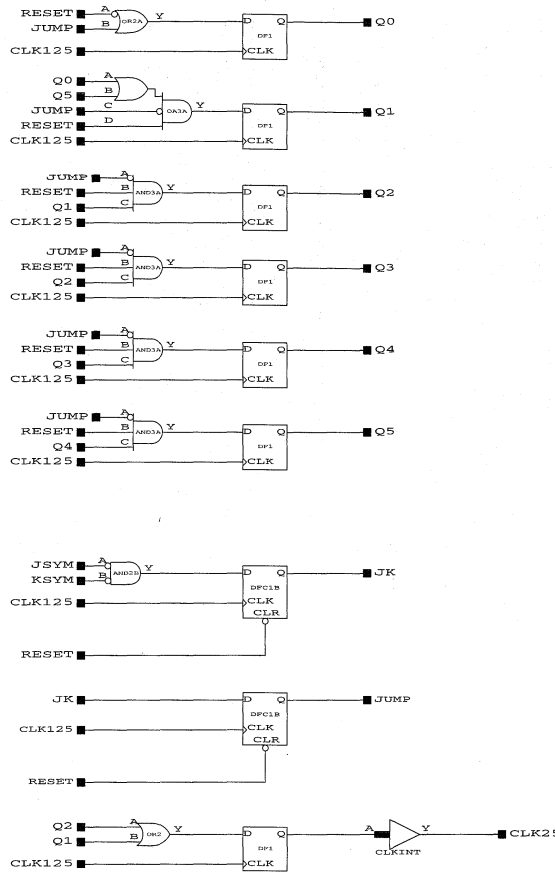 RESET A Y D Q Q0
JUMP B OR2A DF1
CLK125 CLK
Q0 A
Q5 B Y D Q Q1
JUMP C OA3A DF1
RESET D
CLK125 CLK
JUMP A
RESET B AND3A Y D Q Q2
Q1 C DF1
CLK125 CLK
JUMP A
RESET B AND3A Y D Q Q3
Q2 C DF1
CLK125 CLK
JUMP A
RESET B AND3A Y D Q Q4
Q3 C DF1
CLK125 CLK
JUMP A
RESET B AND3A Y D Q Q5
Q4 C DF1
CLK125 CLK
JSYM A AND2B Y D Q JK
KSYM B DFC1B
CLK125 CLK
CLR
RESET
JK D Q JUMP
DFC1B
CLK125 CLK
CLR
RESET
Q2 A OR2 Y D Q A Y CLK25
Q1 B DF1 CLKINT
CLK125 CLK